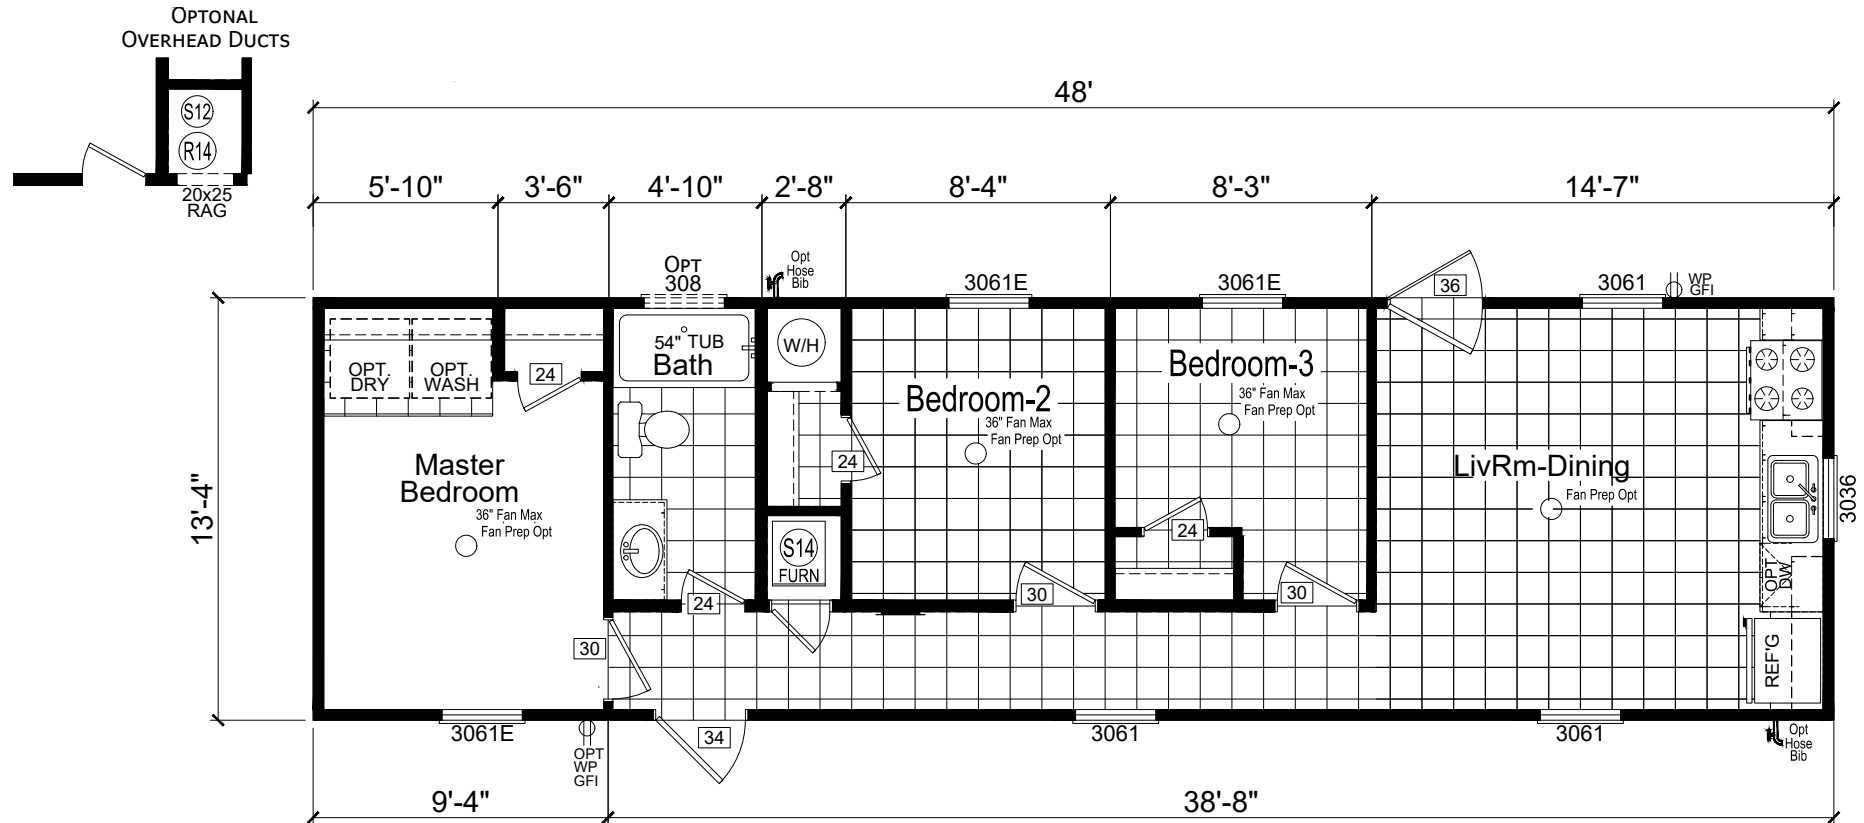 OPTONAL
OVERHEAD DUCTS
S12
R14
20x25
RAG
48'
5'-10"
3'-6"
4'-10"
2'-8"
8'-4"
8'-3"
14'-7"
OPT
308
Opt
Hose
Bib
3061E
3061E
36
3061
WP
GFI
OPT.
DRY
OPT.
WASH
24
54" TUB
Bath
W/H
Bedroom-2
36" Fan Max
Fan Prep Opt
24
Bedroom-3
36" Fan Max
Fan Prep Opt
24
LivRm-Dining
Fan Prep Opt
3036
Master
Bedroom
36" Fan Max
Fan Prep Opt
13'-4"
S14
FURN
OPT
DW
24
30
30
30
REF'G
3061E
OPT
WP
GFI
34
3061
3061
Opt
Hose
Bib
9'-4"
38'-8"